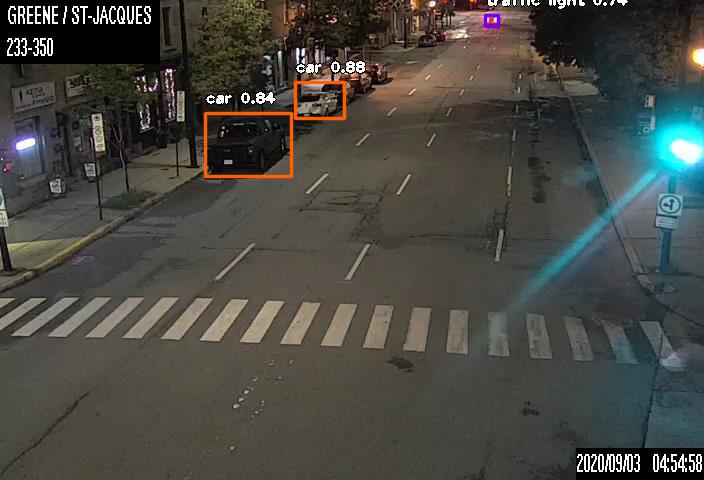 GREENE / ST-JACQUES
233-350
traffic light 0.74
car 0.88
car 0.84
2020/09/03 04:54:58